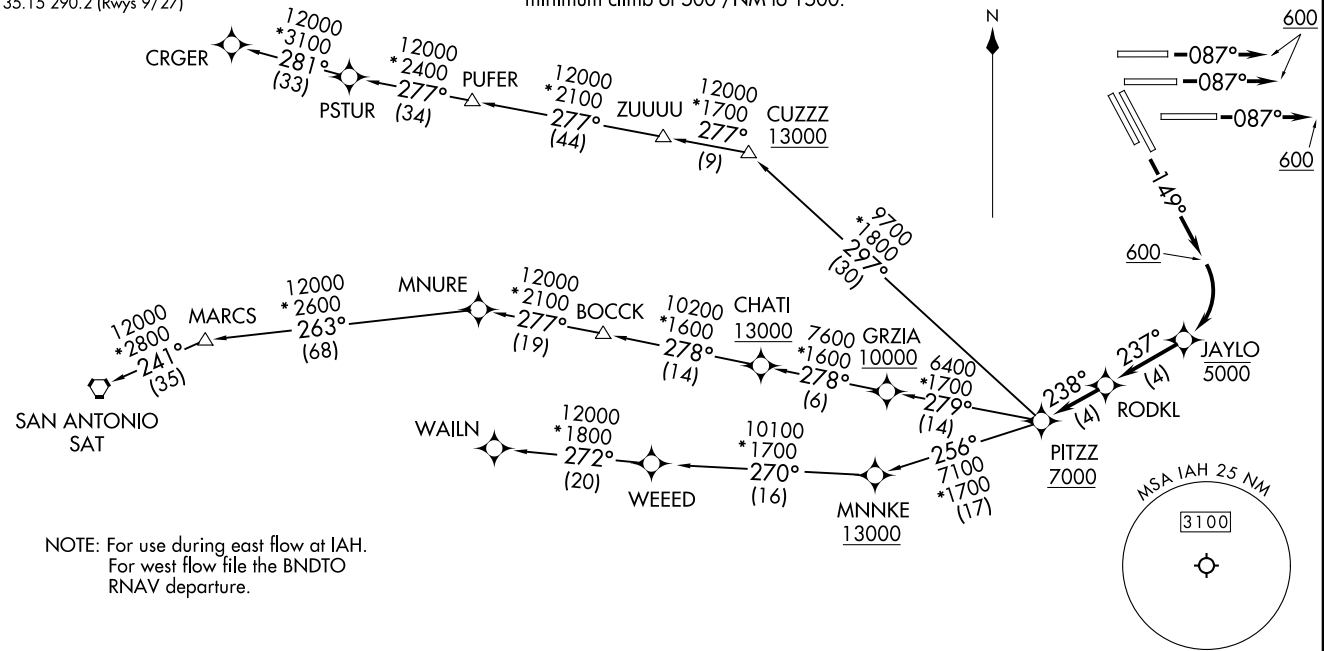 35.15 290.2 (Rwys 9/27)
minimum climb of 500'/NM to 1500.
N
600
087°
087°
087°
600
149°
600
12000
*3100
281°
(33)
CRGER
PSTUR
12000
*2400
277°
(34)
PUFER
12000
*2100
277°
(44)
ZUUUU
12000
*1700
277°
(9)
CUZZZ
13000
9700
*1800
297°
(30)
12000
*2800
241°
(35)
SAN ANTONIO
SAT
MARCS
12000
*2600
263°
(68)
MNURE
12000
*2100
277°
(19)
BOCCK
10200
*1600
278°
(14)
CHATI
13000
7600
*1600
278°
(6)
GRZIA
10000
6400
*1700
279°
(14)
238°
(4)
237°
(4)
JAYLO
5000
RODKL
PITZZ
7000
WAILN
12000
*1800
272°
(20)
WEEED
10100
*1700
270°
(16)
256°
7100
*1700
(17)
MNNKE
13000
MSA IAH 25 NM
3100
NOTE: For use during east flow at IAH.
For west flow file the BNDTO
RNAV departure.